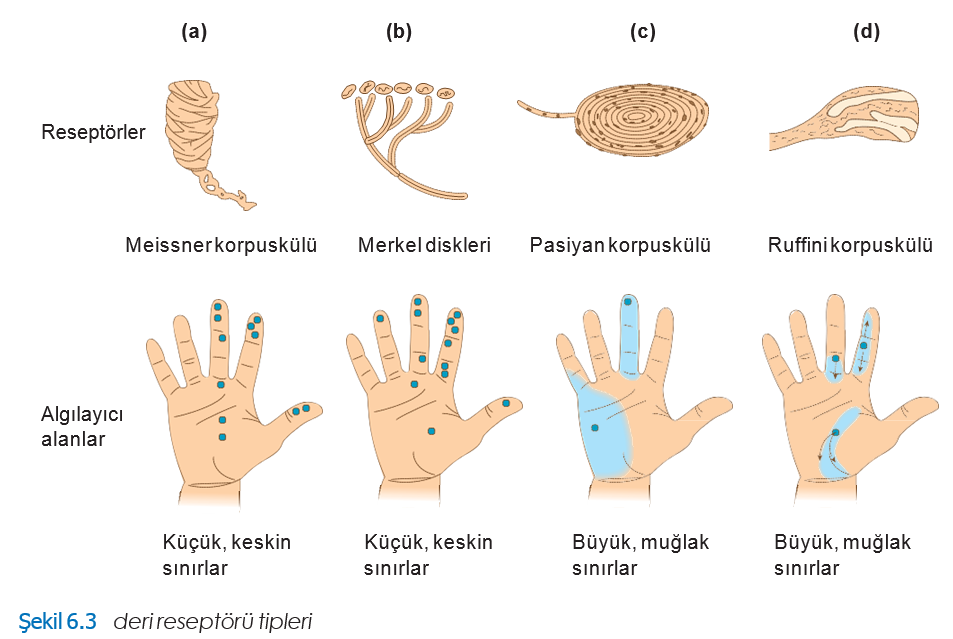 (a) (b) (c) (d)
Reseptörler
Meissner korpuskülü Merkel diskleri Pasiyan korpuskülü Ruffini korpuskülü
Algılayıcı
alanlar
Küçük, keskin Küçük, keskin Büyük, muğlak Büyük, muğlak
sınırlar sınırlar sınırlar sınırlar
Şekil 6.3 deri reseptörü tipleri